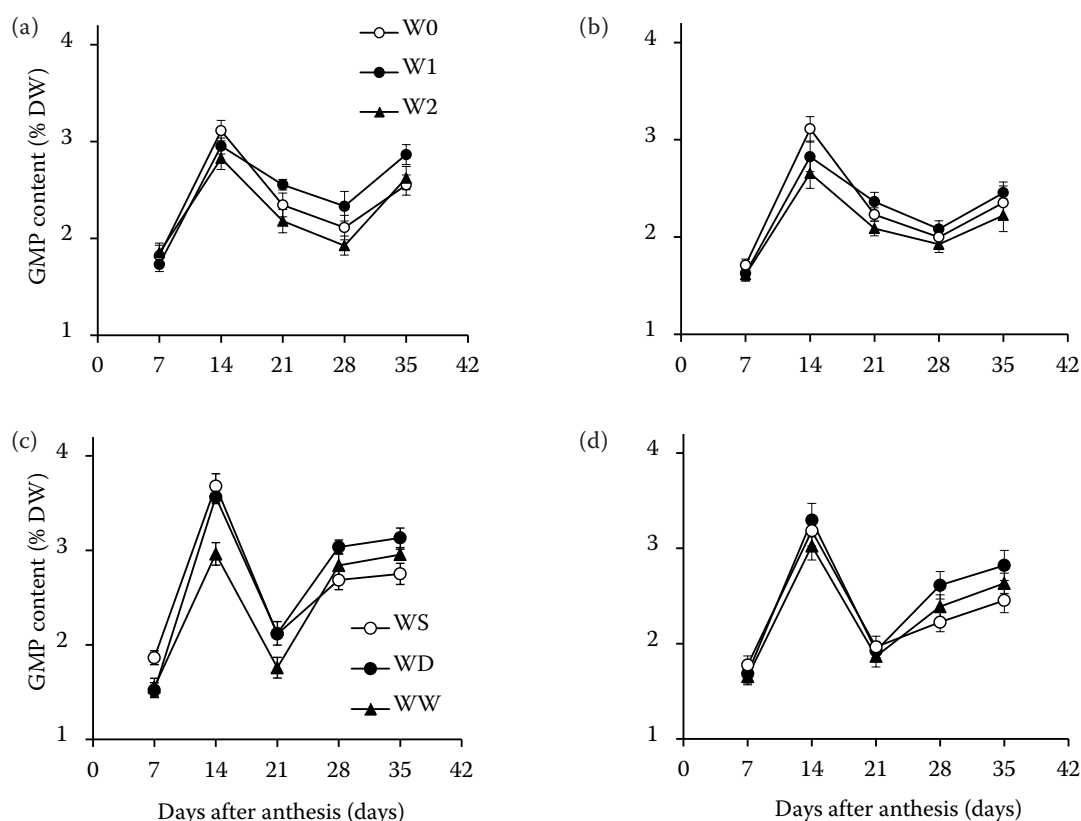 (a)
4
3
2
1
GMP content (% DW)
W0
W1
W2
0 7 14 21 28 35 42
(b)
4
3
2
1
0 7 14 21 28 35 42
(c)
4
3
2
1
GMP content (% DW)
WS
WD
WW
0 7 14 21 28 35 42
Days after anthesis (days)
(d)
4
3
2
1
0 7 14 21 28 35 42
Days after anthesis (days)